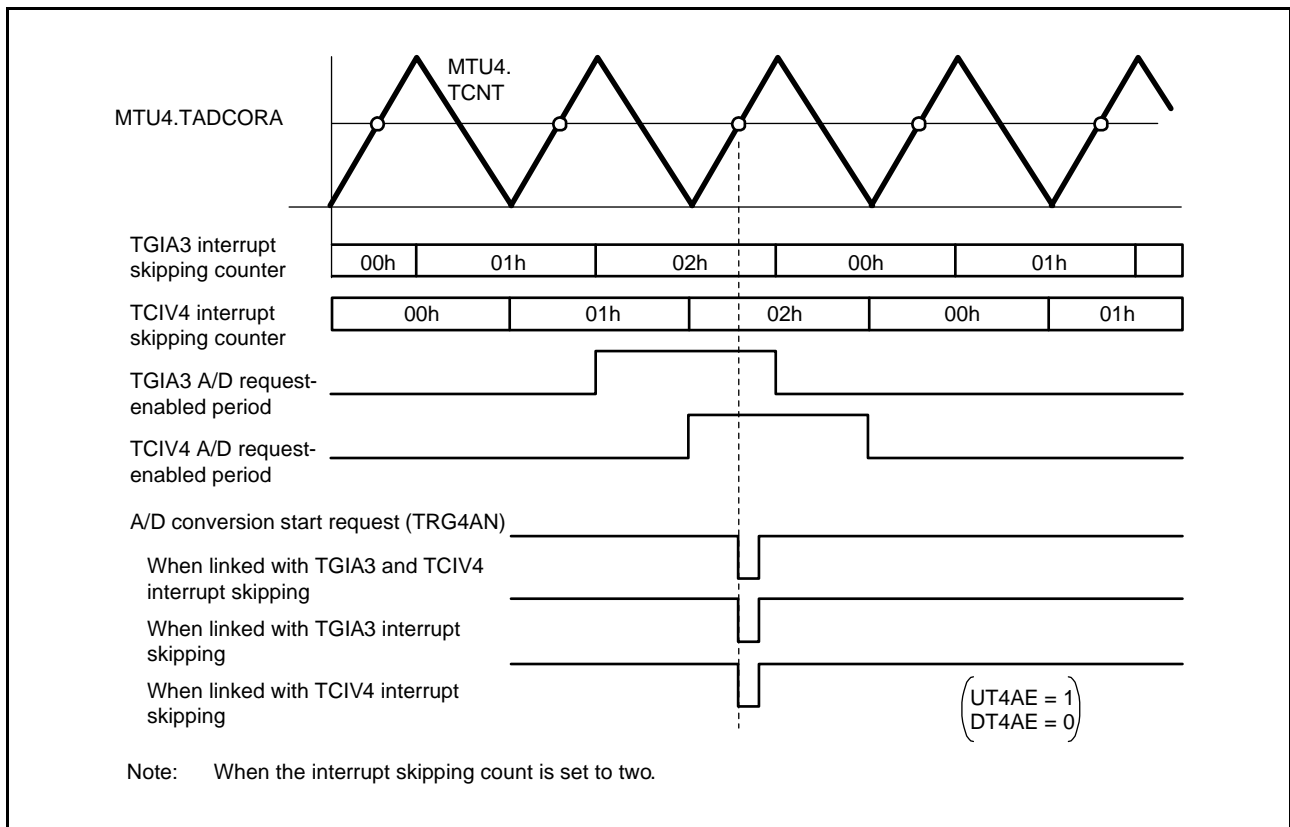 MTU4.
TCNT
MTU4.TADCORA
TGIA3 interrupt
skipping counter
00h 01h 02h 00h 01h
TCIV4 interrupt
skipping counter
00h 01h 02h 00h 01h
TGIA3 A/D request-
enabled period
TCIV4 A/D request-
enabled period
A/D conversion start request (TRG4AN)
When linked with TGIA3 and TCIV4
interrupt skipping
When linked with TGIA3 interrupt
skipping
When linked with TCIV4 interrupt
skipping
UT4AE = 1
DT4AE = 0
Note: When the interrupt skipping count is set to two.